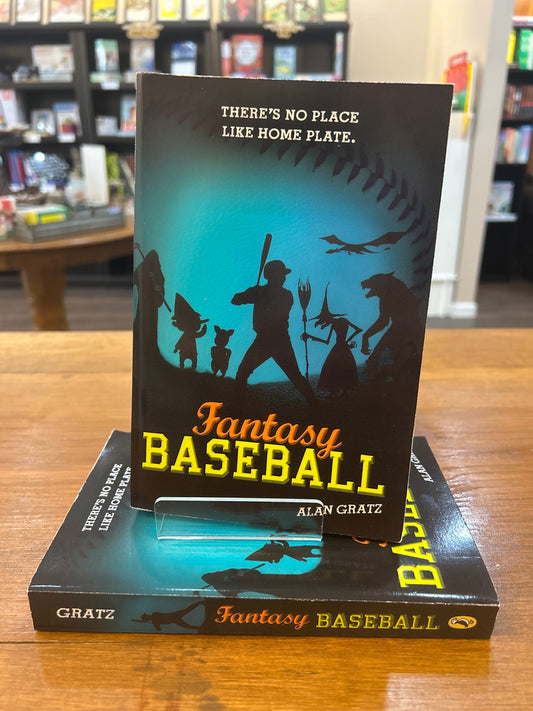 THERE'S NO PLACE
LIKE HOME PLATE.
Fantasy
BASEBALL
ALAN GRATZ
THERE'S NO PLACE
LIKE HOME PLATE.
ALAN GRATZ
GRATZ
Fantasy BASEBALL